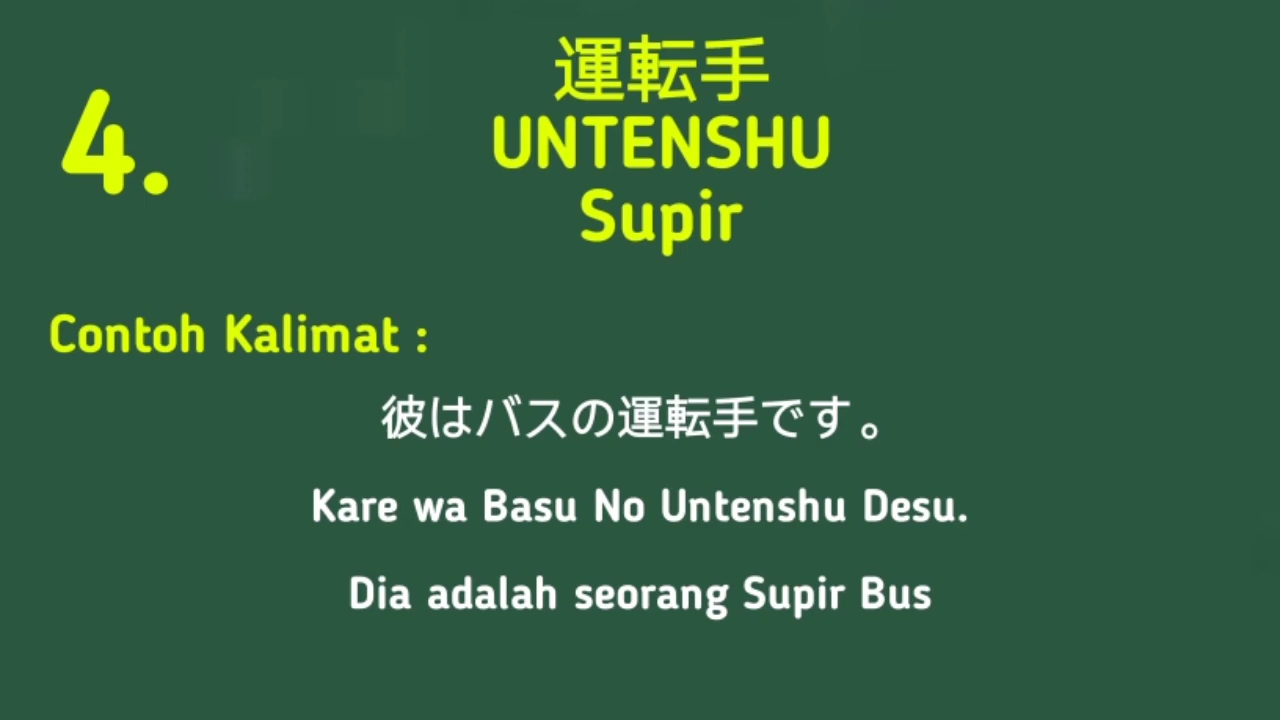 4.
運転手
UNTENSHU
Supir
Contoh Kalimat :
彼はバスの運転手です。
Kare wa Basu No Untenshu Desu.
Dia adalah seorang Supir Bus